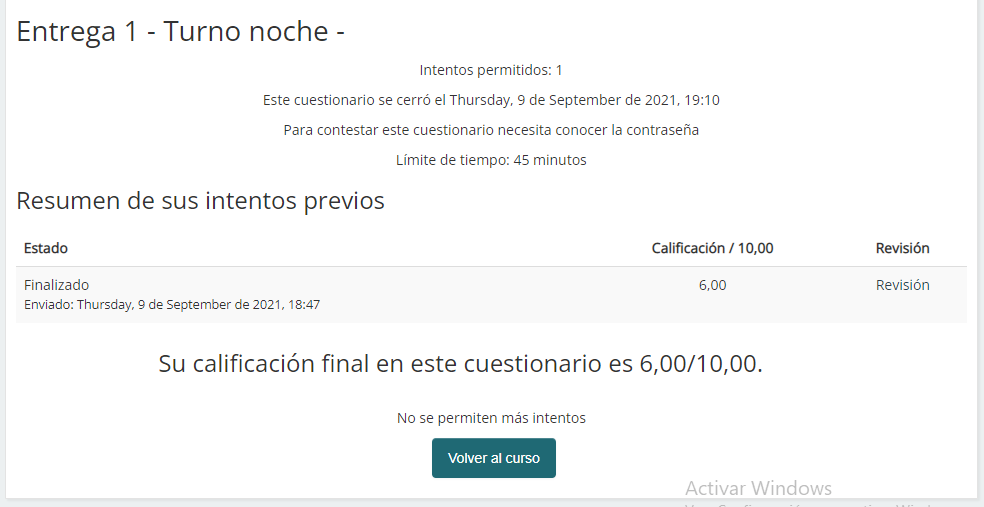 Entrega 1 - Turno noche -
Intentos permitidos: 1
Este cuestionario se cerró el Thursday, 9 de September de 2021, 19:10
Para contestar este cuestionario necesita conocer la contraseña
Límite de tiempo: 45 minutos
Resumen de sus intentos previos
Estado Calificación / 10,00 Revisión
Finalizado 6,00 Revisión
Enviado: Thursday, 9 de September de 2021, 18:47
Su calificación final en este cuestionario es 6,00/10,00.
No se permiten más intentos
Volver al curso
Activar Windows